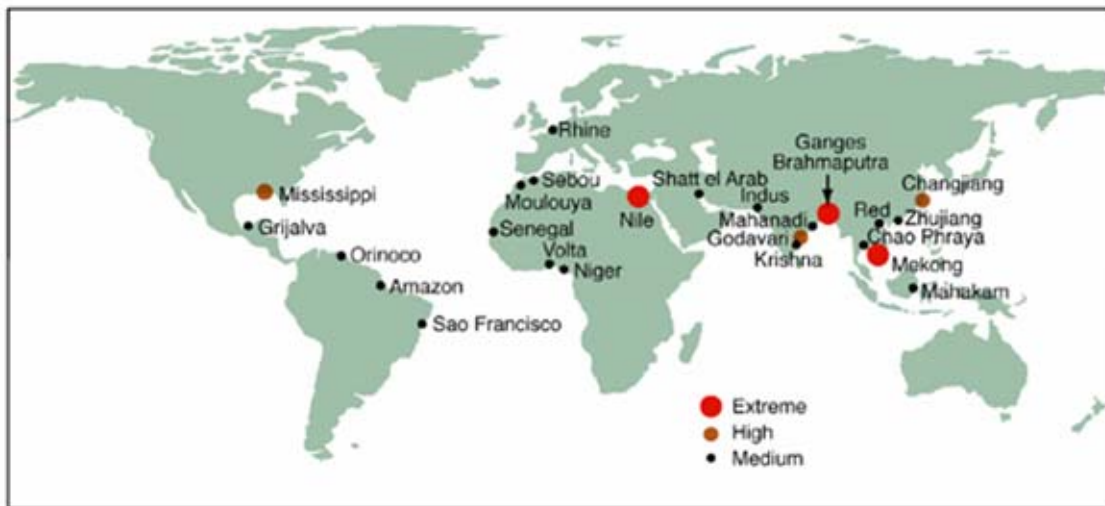 Rhine
Ganges
Brahmaputra
Sebou
Shatt el Arab
Changjiang
Mississippi
Moulouya
Indus
Nile
Mahanadi
Red
Zhujiang
Grijalva
Senegal
Godavari
Chao Phraya
Volta
Krishna
Orinoco
Niger
Mekong
Amazon
Mahakam
Sao Francisco
Extreme
High
Medium